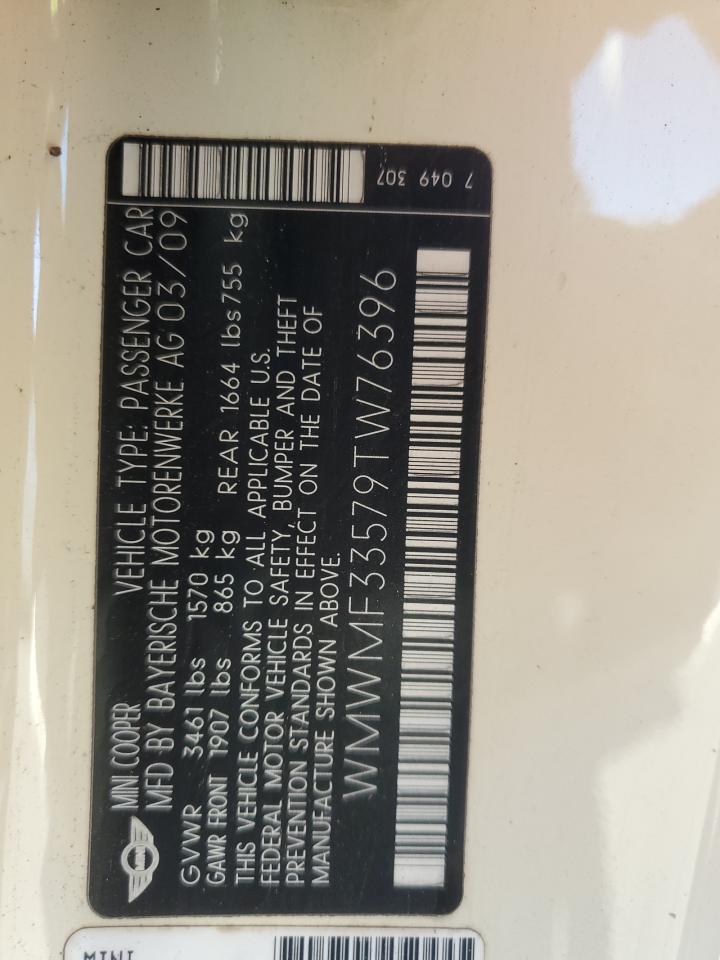 MINI COOPER VEHICLE TYPE: PASSENGER CAR
MFD BY BAYERISCHE MOTORENWERKE AG 03/09
GVWR 3461 lbs 1570 kg
GAWR FRONT 1907 lbs 865 kg REAR 1664 lbs 755 kg
THIS VEHICLE CONFORMS TO ALL APPLICABLE U.S.
FEDERAL MOTOR VEHICLE SAFETY, BUMPER AND THEFT
PREVENTION STANDARDS IN EFFECT ON THE DATE OF
MANUFACTURE SHOWN ABOVE.
WMWMF33579TW76396
7 049 307
MINI